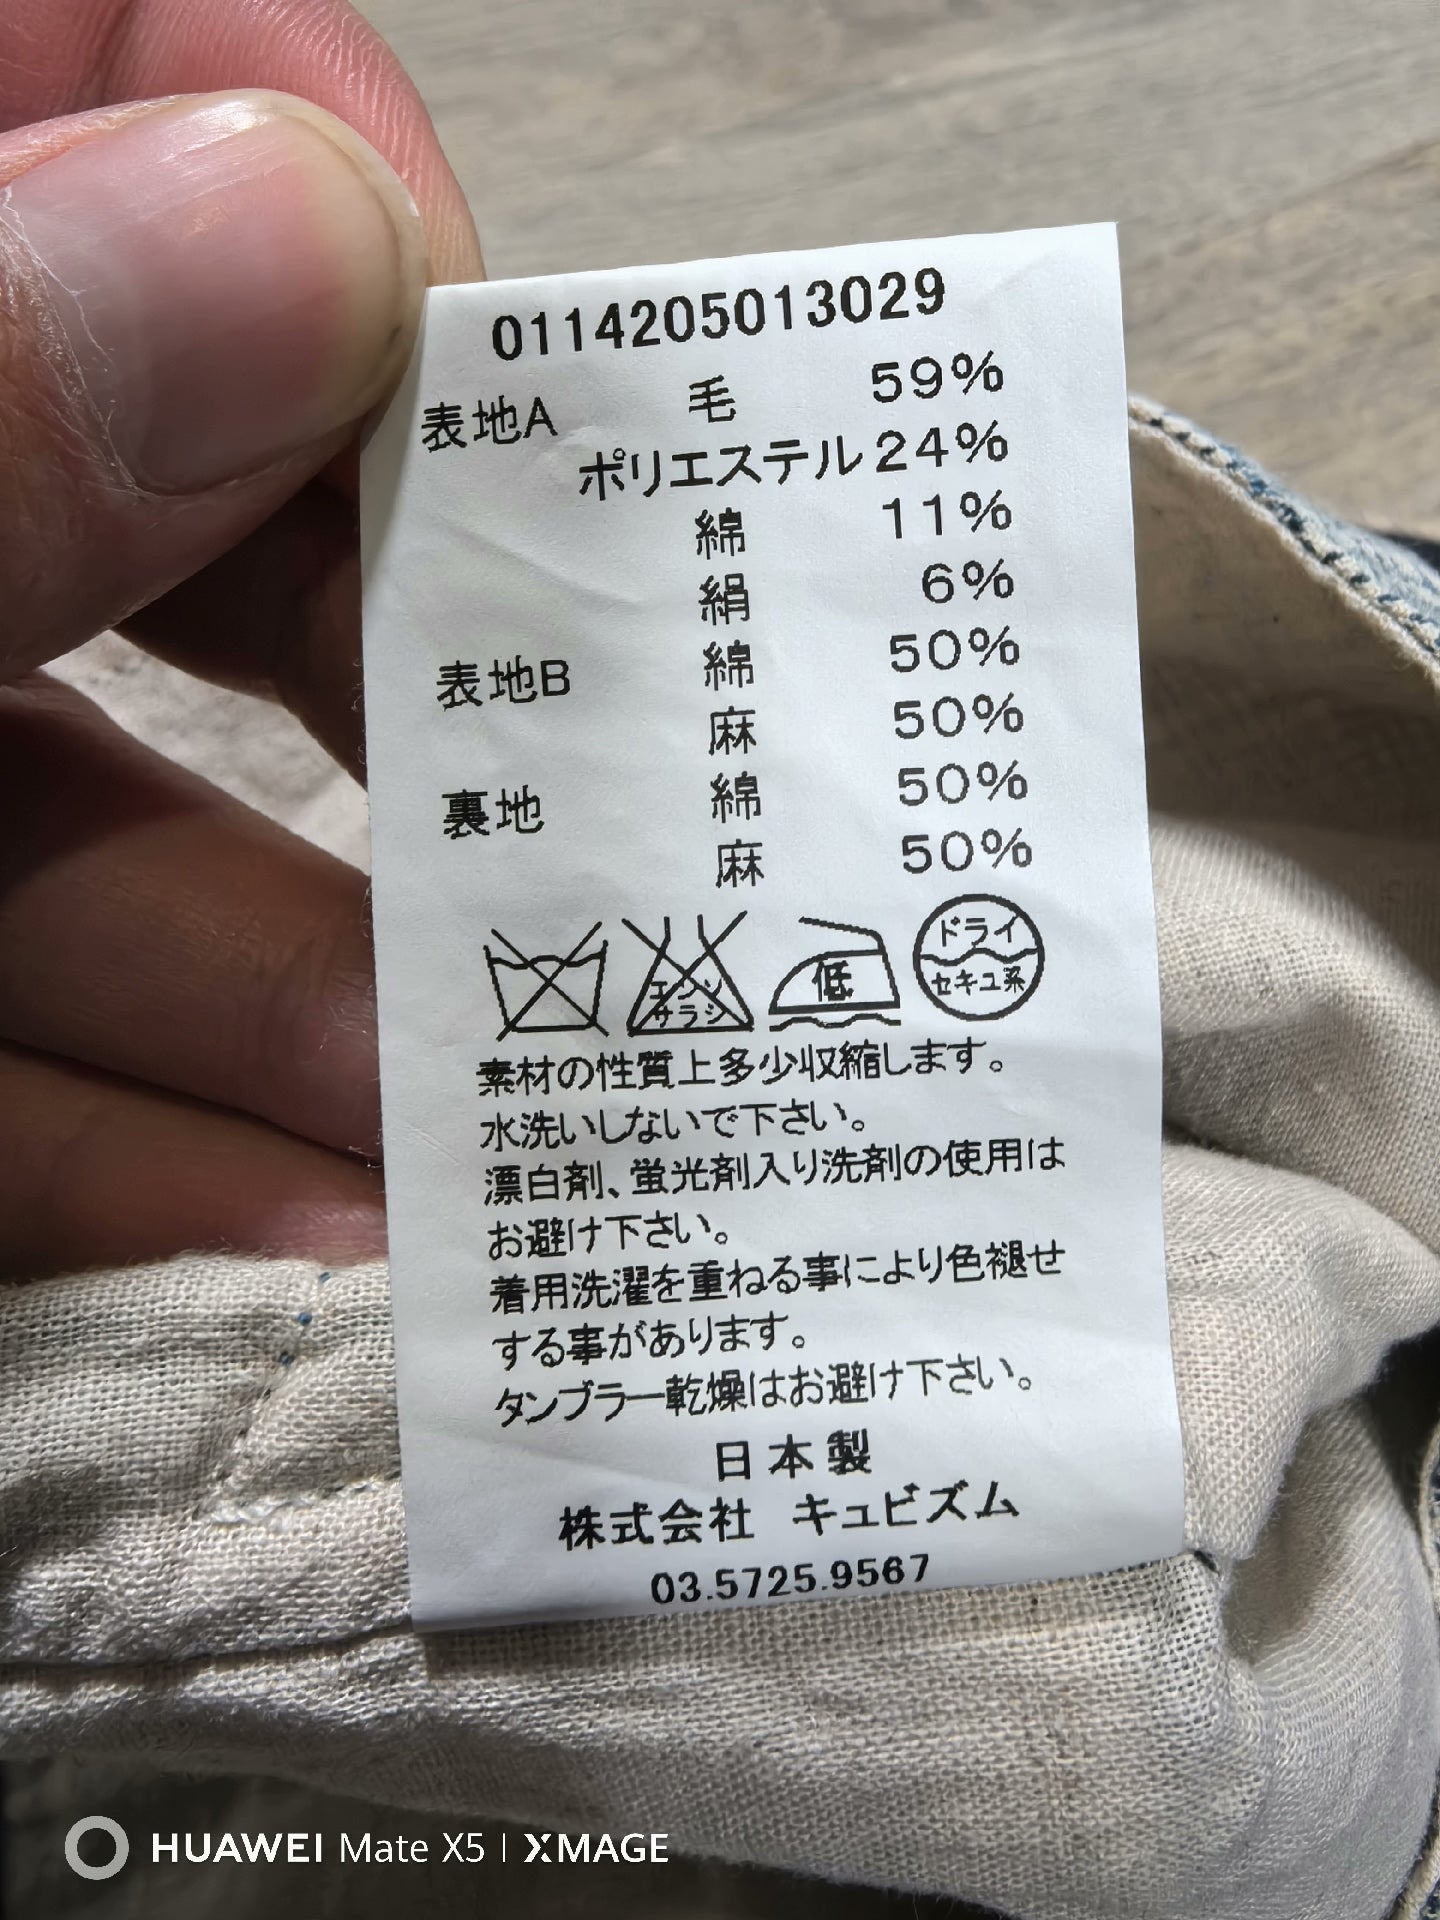 0114205013029
表地A 毛 59%
ポリエステル 24%
綿 11%
絹 6%
表地B 綿 50%
麻 50%
裏地 綿 50%
麻 50%
エンソ
サラシ
低
ドライ
セキユ系
素材の性質上多少収縮します。
水洗いしないで下さい。
漂白剤、蛍光剤入り洗剤の使用は
お避け下さい。
着用洗濯を重ねる事により色褪せ
する事があります。
タンブラー乾燥はお避け下さい。
日本製
株式会社 キュビズム
03.5725.9567
HUAWEI Mate X5 | XMAGE